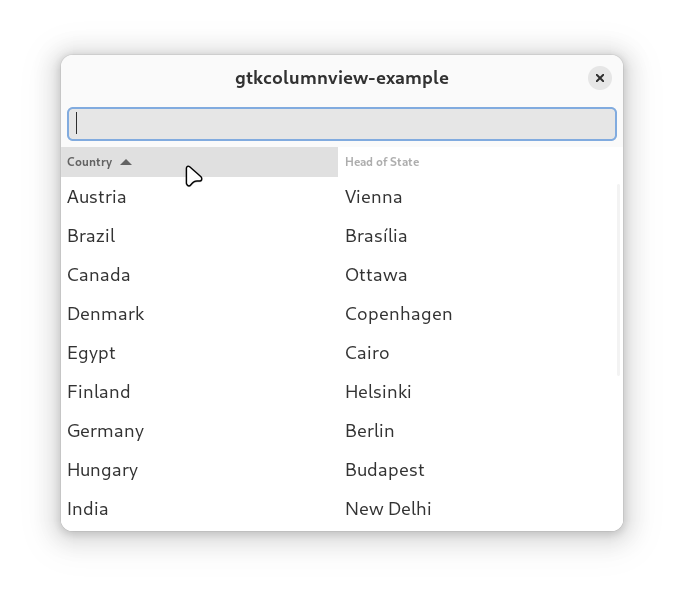 gtkcolumnview-example
Country Head of State
Austria Vienna
Brazil Brasília
Canada Ottawa
Denmark Copenhagen
Egypt Cairo
Finland Helsinki
Germany Berlin
Hungary Budapest
India New Delhi